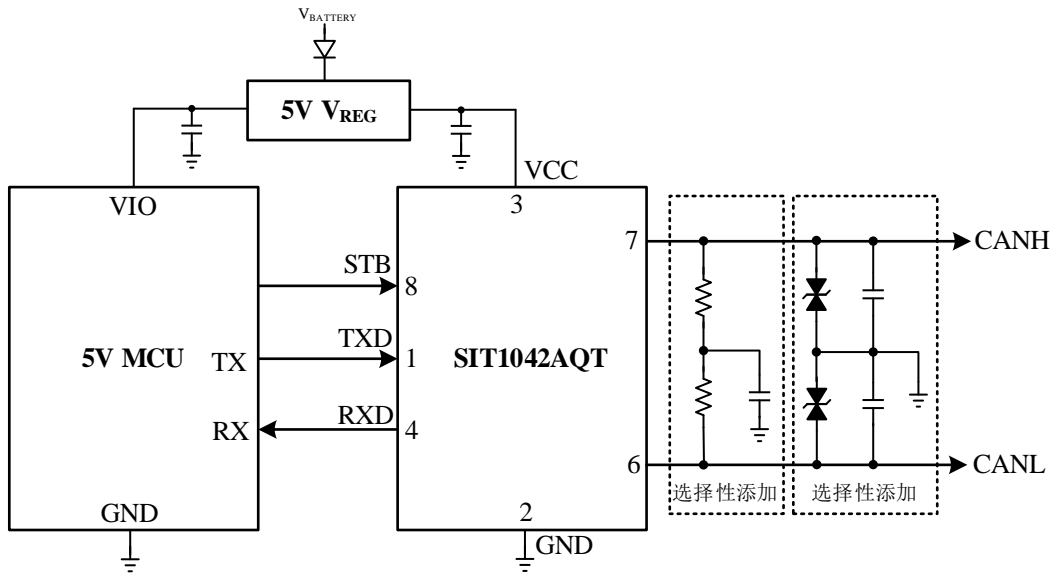 VBATTERY
5V VREG
VCC
VIO
3
7
CANH
STB
8
TXD
5V MCU
TX
1
SIT1042AQT
RXD
RX
4
6
CANL
选择性添加
选择性添加
GND
2
GND